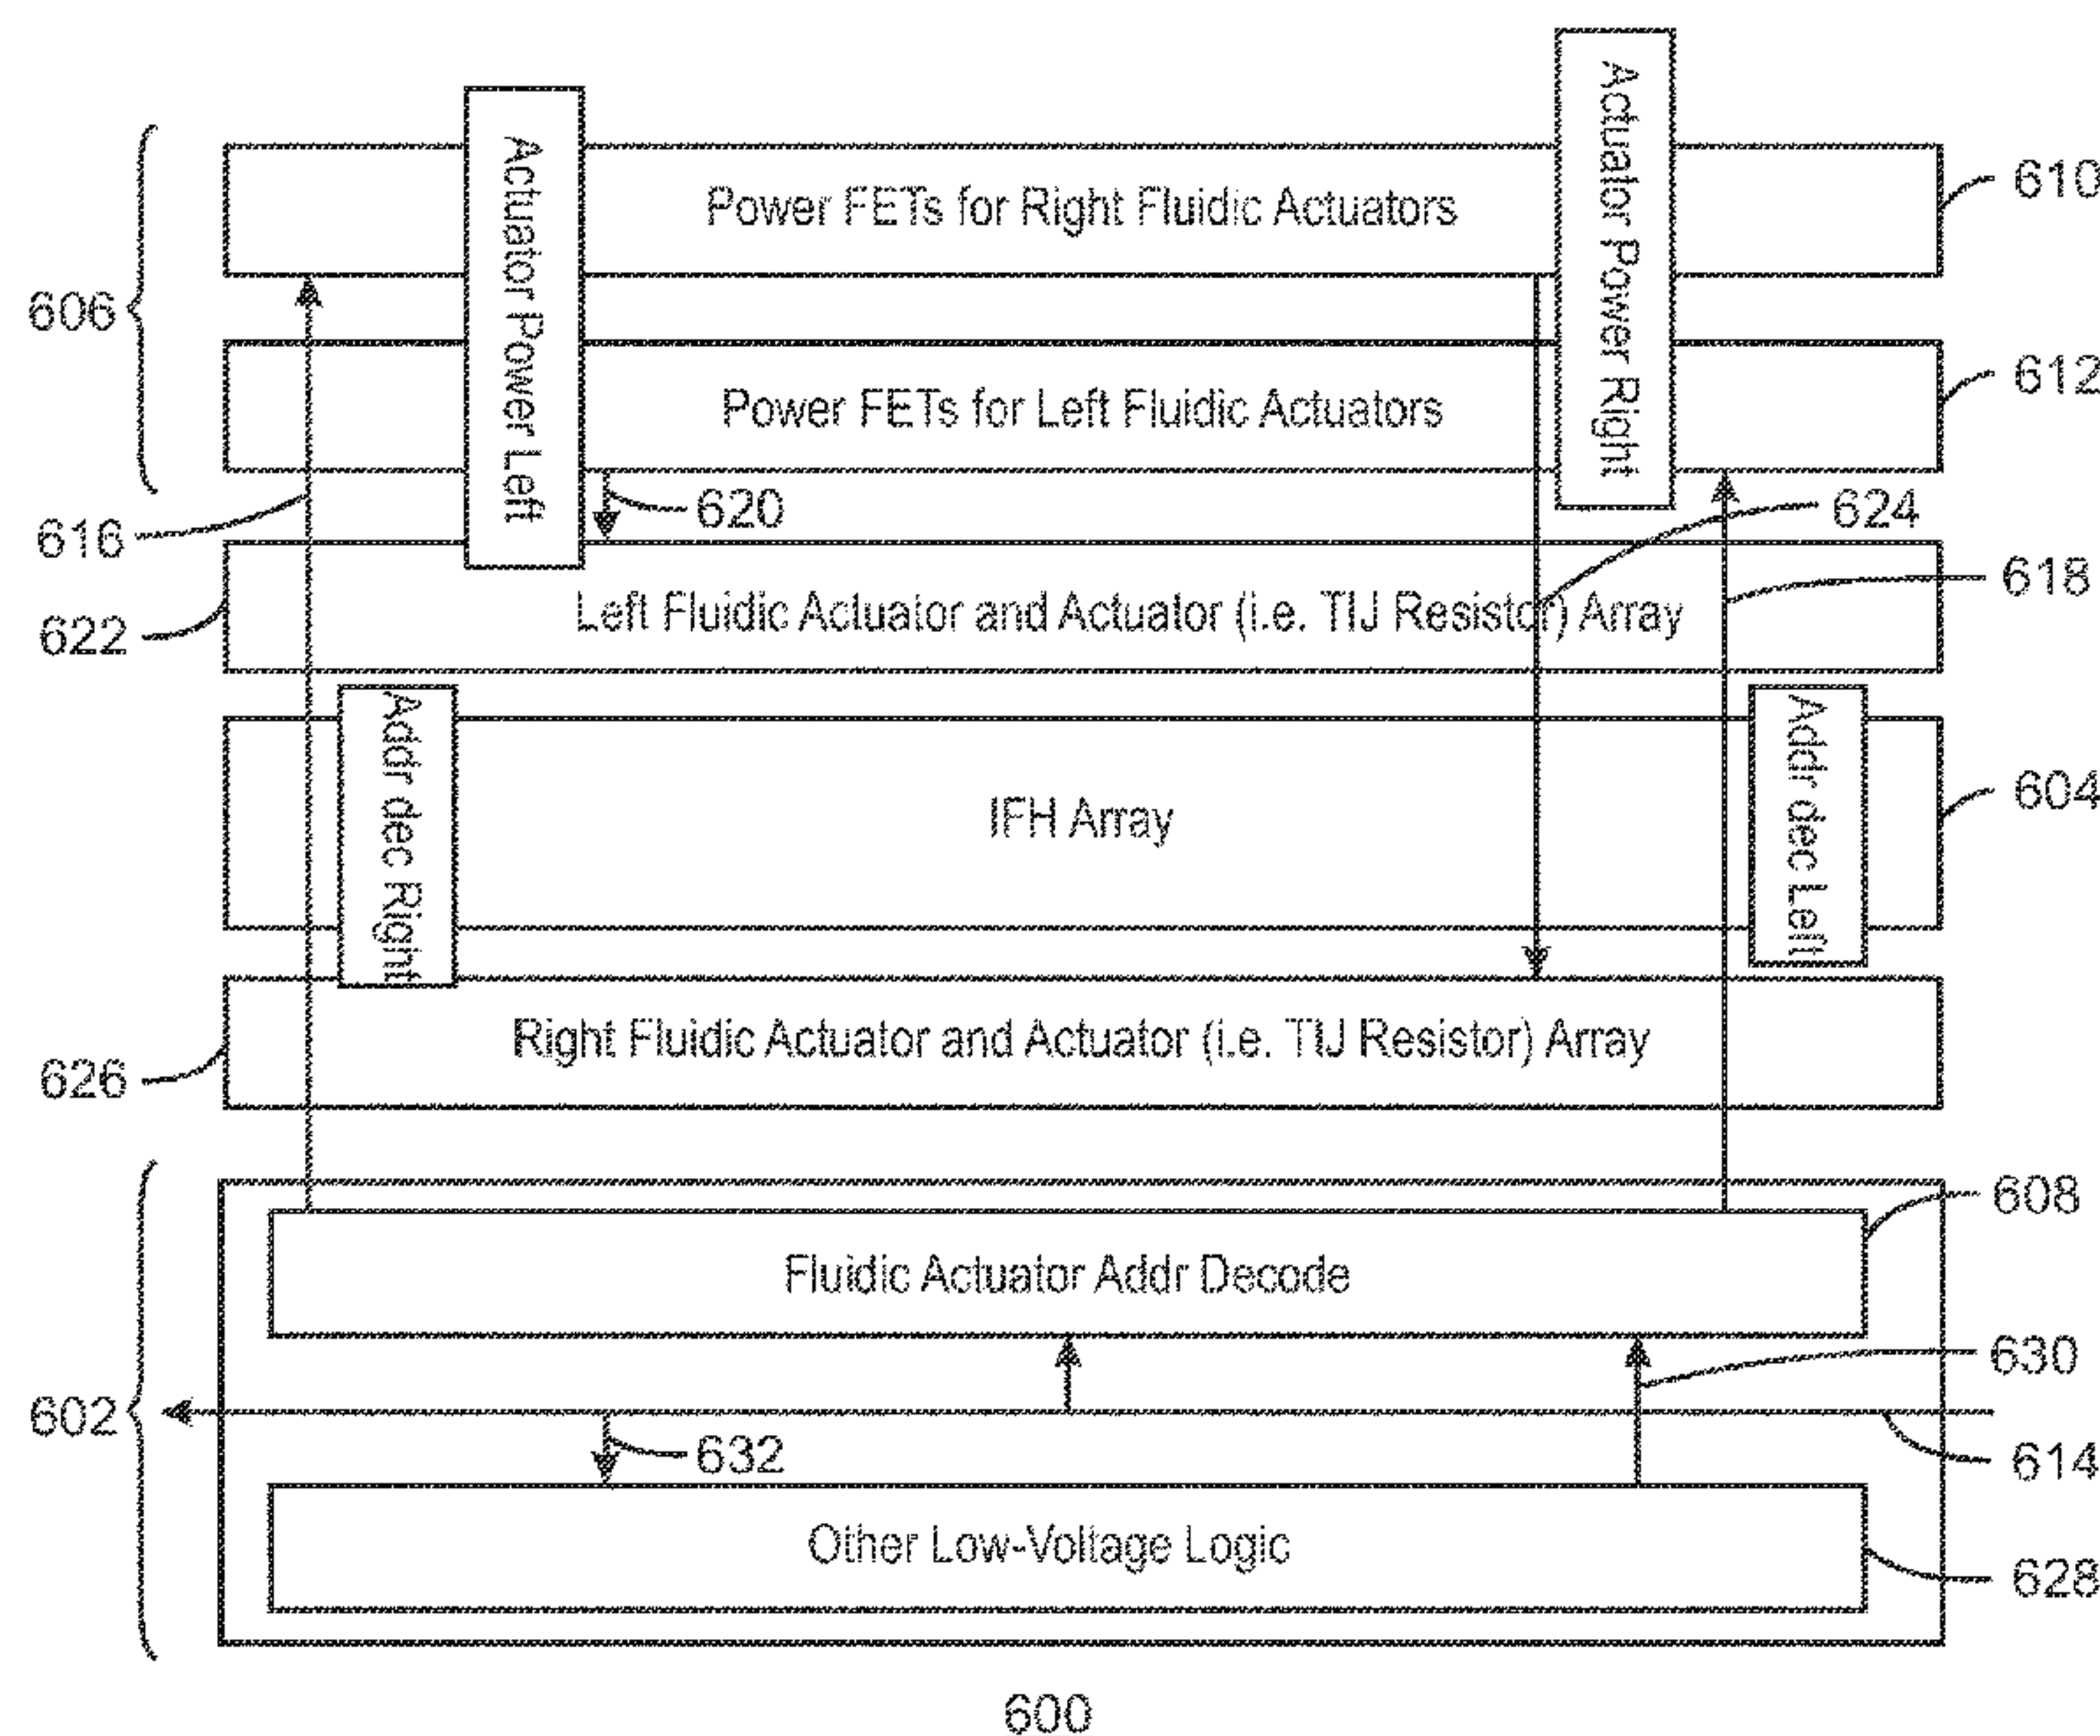 Actuator Power Left
Actuator Power Right
Power FETs for Right Fluidic Actuators
610
606
Power FETs for Left Fluidic Actuators
612
616
620
624
618
622
Left Fluidic Actuator and Actuator (i.e. TIJ Resistor) Array
Addr dec Right
IFH Array
Addr dec Left
604
Right Fluidic Actuator and Actuator (i.e. TIJ Resistor) Array
626
608
Fluidic Actuator Addr Decode
630
602
632
614
Other Low-Voltage Logic
628
600